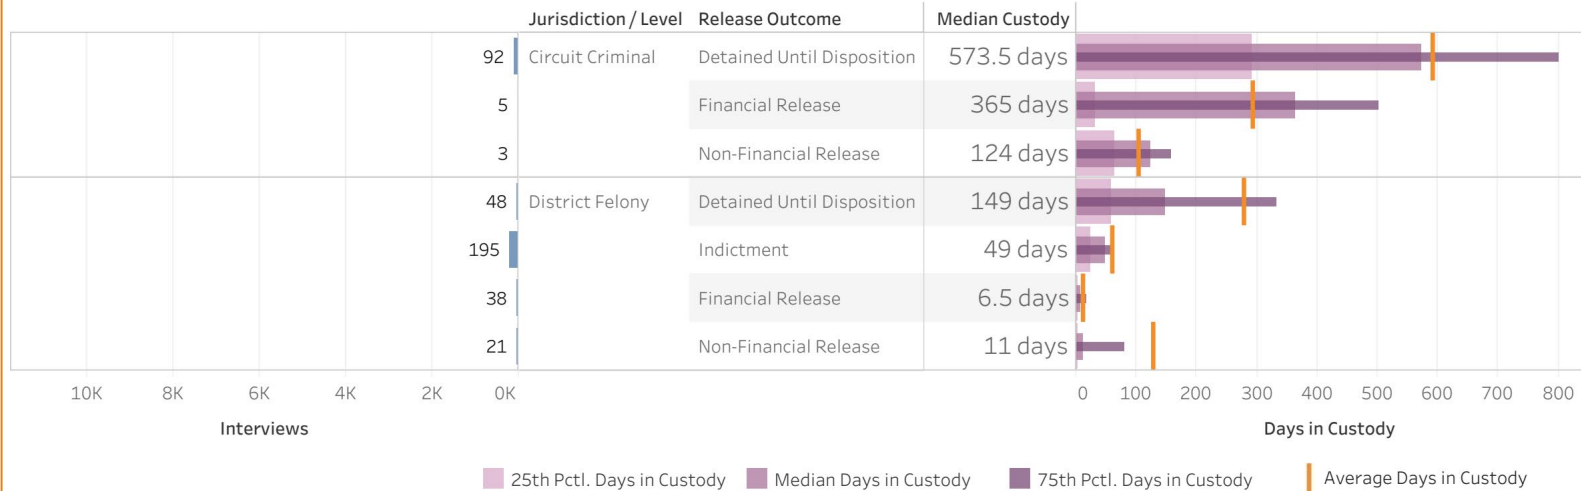 Jurisdiction / Level Release Outcome Median Custody
92 Circuit Criminal Detained Until Disposition 573.5 days
5 Financial Release 365 days
3 Non-Financial Release 124 days
48 District Felony Detained Until Disposition 149 days
195 Indictment 49 days
38 Financial Release 6.5 days
21 Non-Financial Release 11 days
10K 8K 6K 4K 2K 0K 0 100 200 300 400 500 600 700 800
Interviews Days in Custody
25th Pctl. Days in Custody Median Days in Custody 75th Pctl. Days in Custody Average Days in Custody